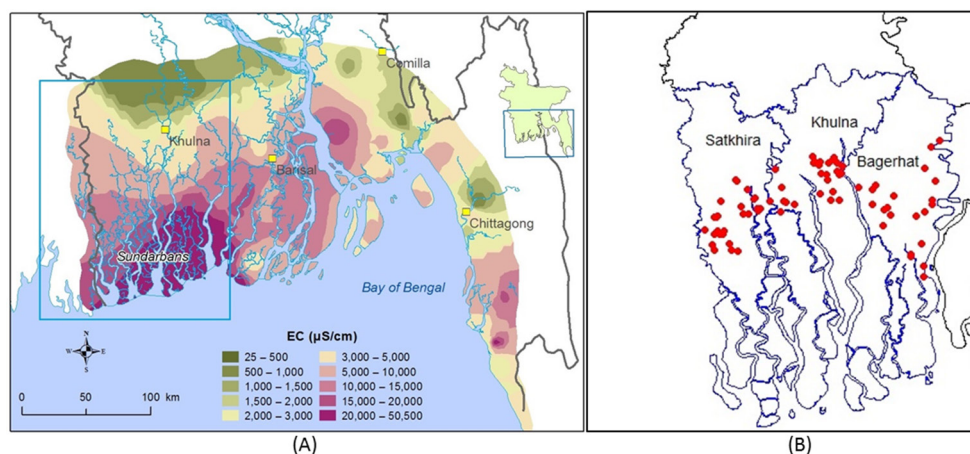 Comilla
Khulna
Barisal
Chittagong
Sundarbans
Bay of Bengal
N
W E
S
EC (µS/cm)
25 – 500
500 – 1,000
1,000 – 1,500
1,500 – 2,000
2,000 – 3,000
3,000 – 5,000
5,000 – 10,000
10,000 – 15,000
15,000 – 20,000
20,000 – 50,500
0 50 100 km
(A)
Satkhira
Khulna
Bagerhat
(B)